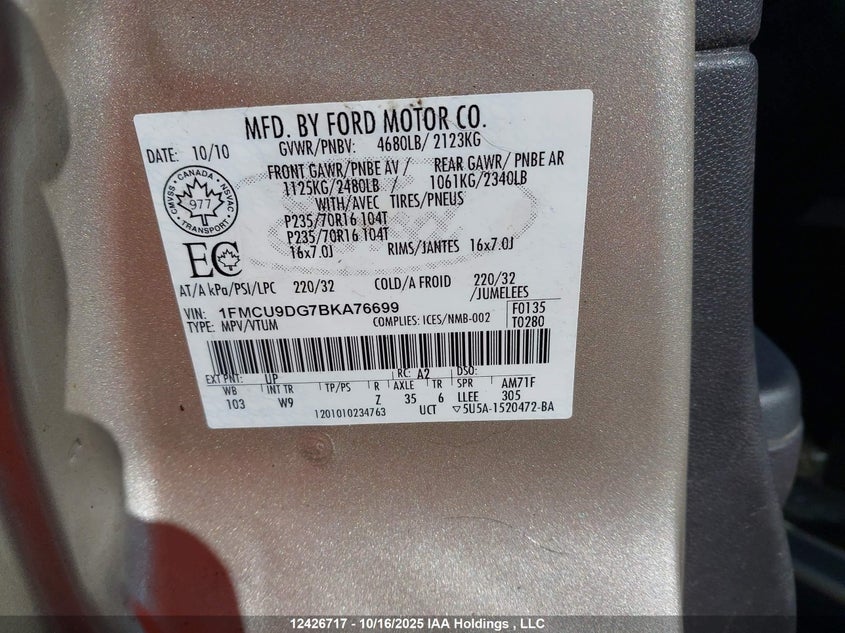 MFD. BY FORD MOTOR CO.
DATE: 10/10 GVWR/PNBV: 4680LB/ 2123KG
FRONT GAWR/PNBE AV / REAR GAWR/ PNBE AR
1125KG/2480LB / 1061KG/2340LB
WITH/AVEC TIRES/PNEUS
CMVSS · CANADA · NSVAC
977
TRANSPORT
P235/70R16 104T
P235/70R16 104T
16x7.0J RIMS/JANTES 16x7.0J
EC
AT/A kPa/PSI/LPC 220/32 COLD/A FROID 220/32
/JUMELEES
VIN: 1FMCU9DG7BKA76699 F0135
TYPE: MPV/VTUM COMPLIES: ICES/NMB-002 T0280
EXT PNT: UP RC: A2 DSO:
WB INT TR TP/PS R AXLE TR SPR AM71F
103 W9 Z 35 6 LLEE 305
1201010234763 UCT ▽5U5A-1520472-BA
12426717 - 10/16/2025 IAA Holdings , LLC